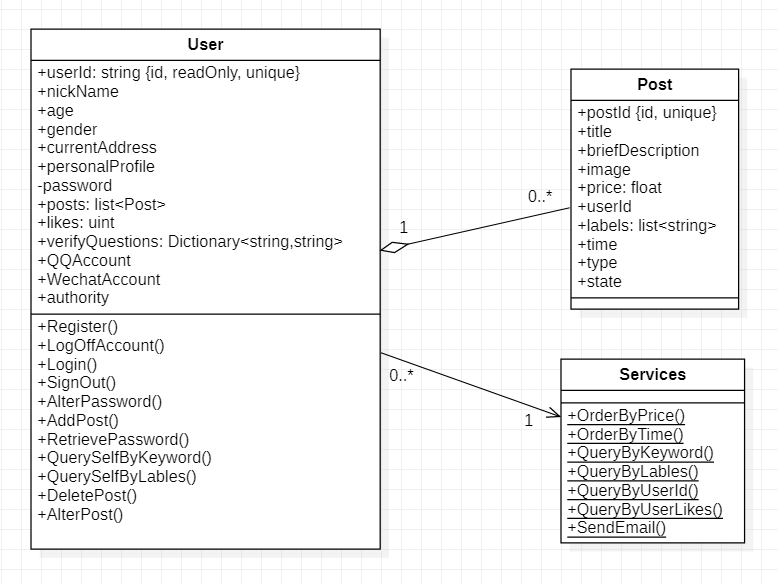 User
+userId: string {id, readOnly, unique}
+nickName
+age
+gender
+currentAddress
+personalProfile
-password
+posts: list<Post>
+likes: uint
+verifyQuestions: Dictionary<string,string>
+QQAccount
+WechatAccount
+authority
+Register()
+LogOffAccount()
+Login()
+SignOut()
+AlterPassword()
+AddPost()
+RetrievePassword()
+QuerySelfByKeyword()
+QuerySelfByLables()
+DeletePost()
+AlterPost()
1
0..*
Post
+postId {id, unique}
+title
+briefDescription
+image
+price: float
+userId
+labels: list<string>
+time
+type
+state
0..*
1
Services
+OrderByPrice()
+OrderByTime()
+QueryByKeyword()
+QueryByLables()
+QueryByUserId()
+QueryByUserLikes()
+SendEmail()